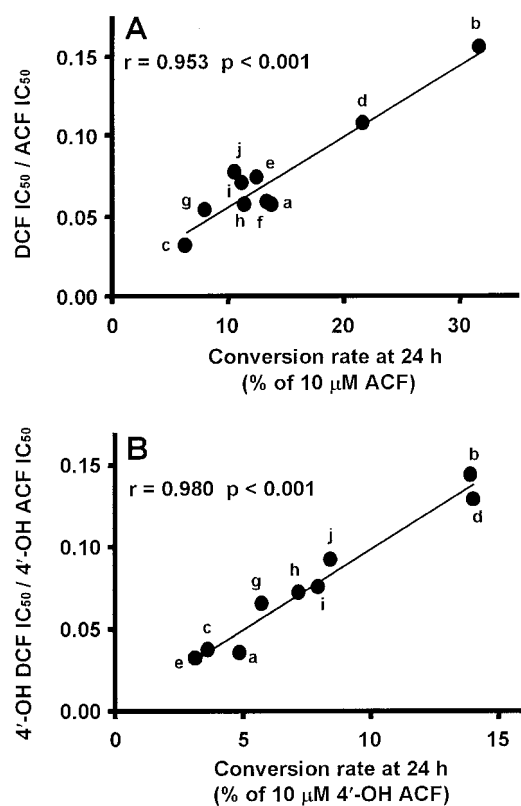 A
r = 0.953 p < 0.001
DCF IC50 / ACF IC50
0.15
0.10
0.05
0.00
b
d
j
e
i
g
h
f
a
c
0
10
20
30
Conversion rate at 24 h
(% of 10 μM ACF)
B
r = 0.980 p < 0.001
4′-OH DCF IC50 / 4′-OH ACF IC50
0.15
0.10
0.05
0.00
b
d
j
h
g
i
c
e
a
0
5
10
15
Conversion rate at 24 h
(% of 10 μM 4′-OH ACF)